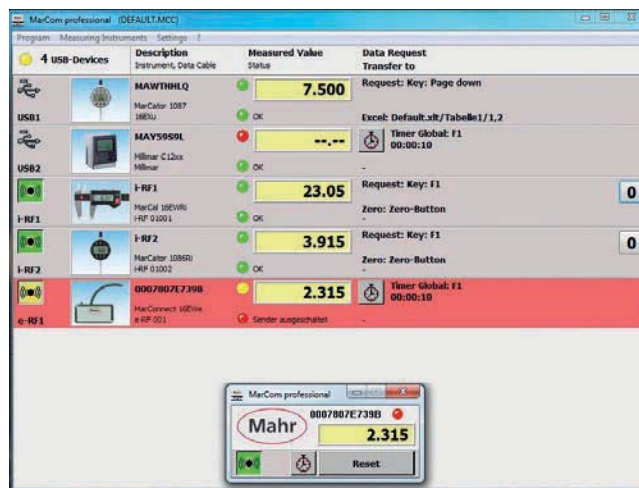 MarCom professional (DEFAULT.MCC)
Program Measuring Instruments Settings ?
4 USB-Devices
Description
Instrument, Data Cable
Measured Value
Status
Data Request
Transfer to
USB1
MAWTHHLQ
MarCator 1087
16EXu
7.500
OK
Request: Key: Page down
Excel: Default.xlt/Tabelle1/1,2
USB2
MAY59S9L
Millimar C12xx
Millimar
--.--
OK
Timer Global: F1
00:00:10
-
i-RF1
i-RF1
MarCal 16EWRi
i-RF 01001
23.05
OK
Request: Key: F1
Zero: Zero-Button
-
0
i-RF2
i-RF2
MarCator 1086Ri
i-RF 01002
3.915
OK
Request: Key: F1
Zero: Zero-Button
-
0
e-RF1
0007807E739B
MarConnect 16EWe
e-RF 001
2.315
Sender ausgeschaltet
Timer Global: F1
00:00:10
-
MarCom professional
Mahr
0007807E739B
2.315
Reset